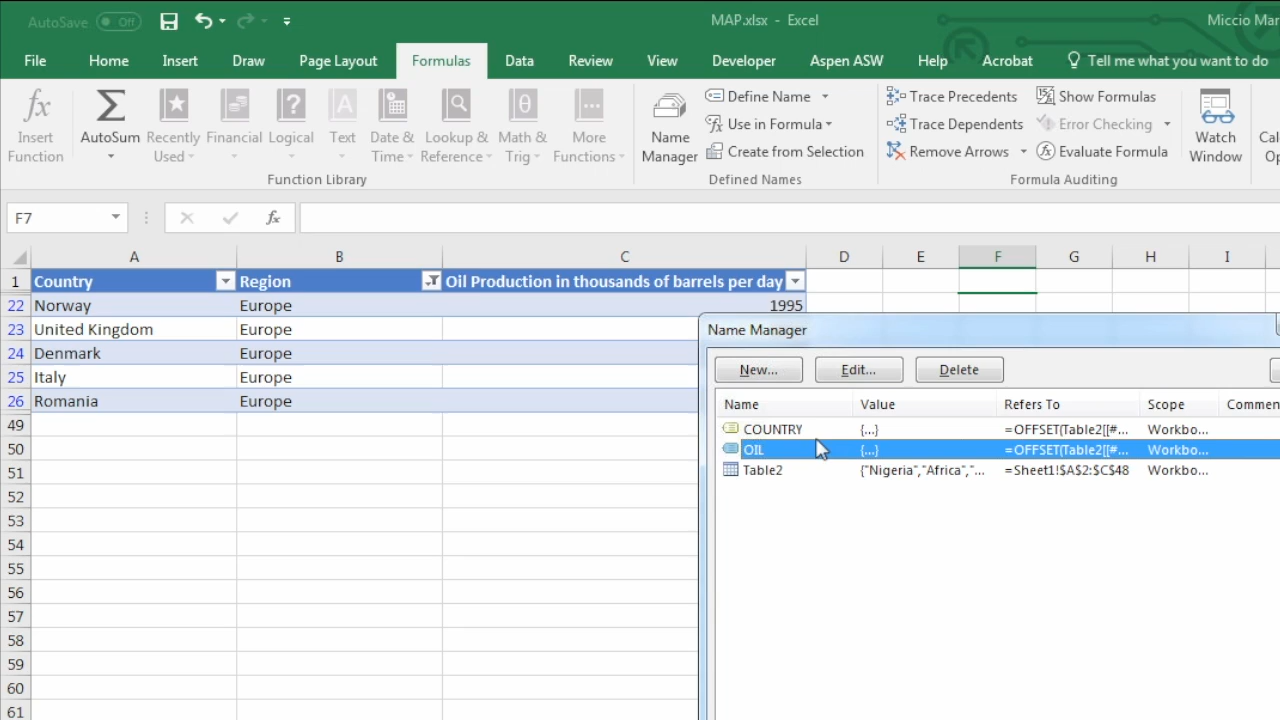 AutoSave Off MAP.xlsx - Excel Miccio Mar
File Home Insert Draw Page Layout Formulas Data Review View Developer Aspen ASW Help Acrobat Tell me what you want to do
Insert Function AutoSum Recently Used Financial Logical Text Date & Time Lookup & Reference Math & Trig More Functions
Function Library
Name Manager
Define Name
Use in Formula
Create from Selection
Defined Names
Trace Precedents Show Formulas
Trace Dependents Error Checking
Remove Arrows Evaluate Formula
Formula Auditing
Watch Window
Calc
Op
F7 fx
A B C D E F G H I
1 Country Region Oil Production in thousands of barrels per day
22 Norway Europe 1995
23 United Kingdom Europe
24 Denmark Europe
25 Italy Europe
26 Romania Europe
49
50
51
52
53
54
55
56
57
58
59
60
61
Name Manager
New... Edit... Delete
Name Value Refers To Scope Commen
COUNTRY {...} =OFFSET(Table2[[#... Workbo...
OIL {...} =OFFSET(Table2[[#... Workbo...
Table2 {"Nigeria","Africa","... =Sheet1!$A$2:$C$48 Workbo...